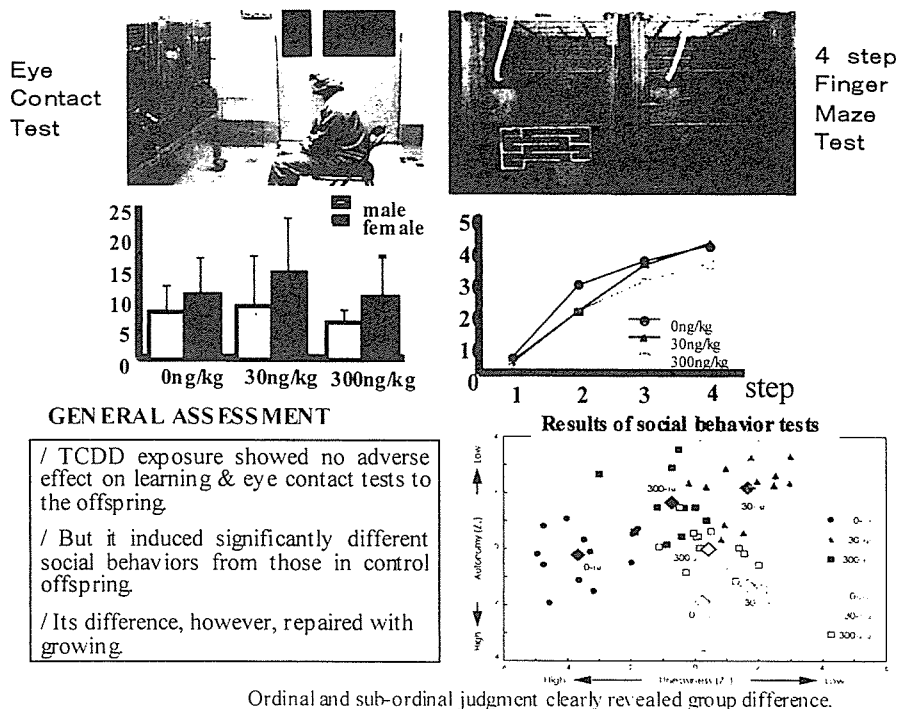 Eye
Contact
Test
4 step
Finger
Maze
Test
male
female
25
20
15
10
5
0
0ng/kg 30ng/kg 300ng/kg
5
4
3
2
1
0
0ng/kg
30ng/kg
300ng/kg
1 2 3 4 step
GENERAL ASSESSMENT
/ TCDD exposure showed no adverse
effect on learning & eye contact tests to
the offspring.
/ But it induced significantly different
social behaviors from those in control
offspring.
/ Its difference, however, repaired with
growing.
Results of social behavior tests
Low
Autonomy
High
High Low
Ordinal and sub-ordinal judgment clearly revealed group difference.